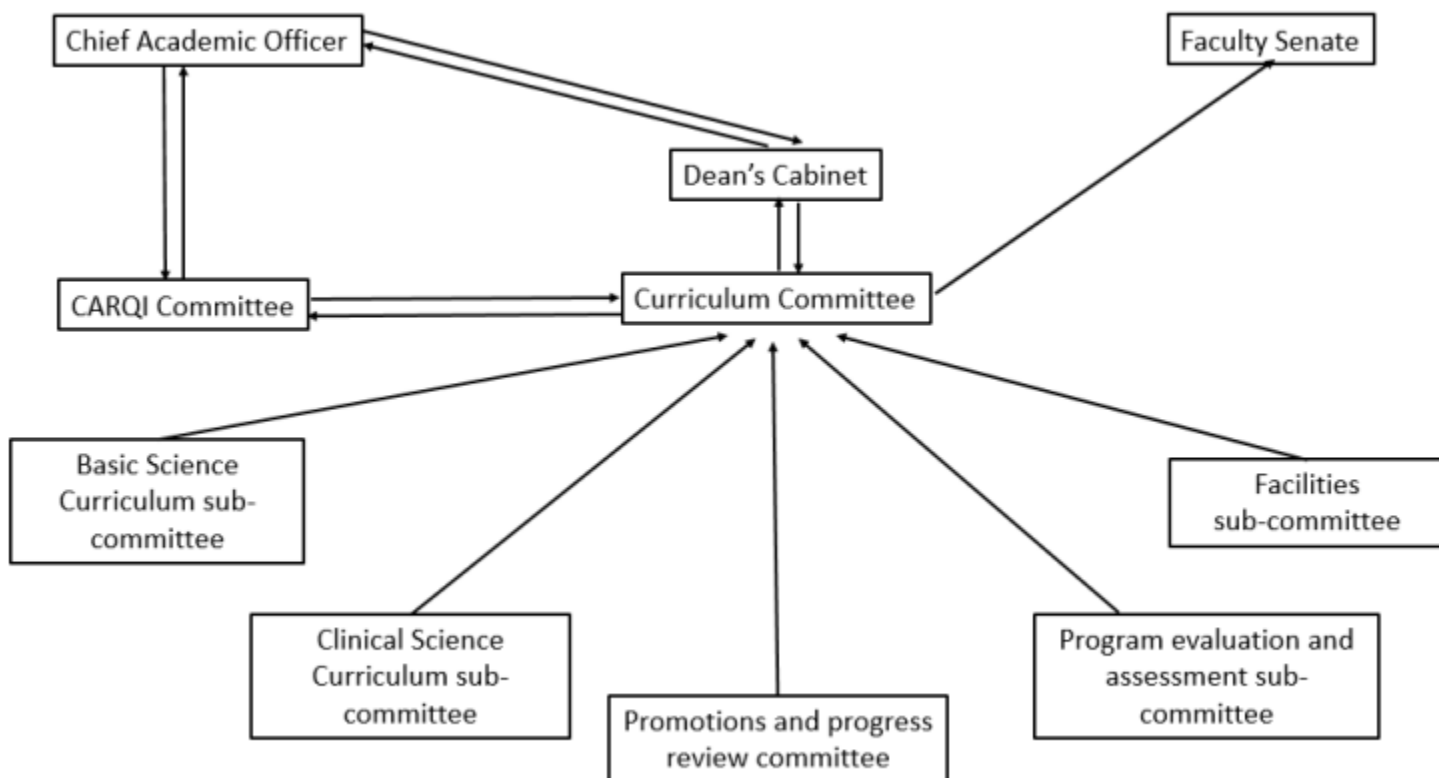 Chief Academic Officer
Faculty Senate
Dean’s Cabinet
CARQI Committee
Curriculum Committee
Basic Science
Curriculum sub-
committee
Facilities
sub-committee
Clinical Science
Curriculum sub-
committee
Program evaluation and
assessment sub-
committee
Promotions and progress
review committee